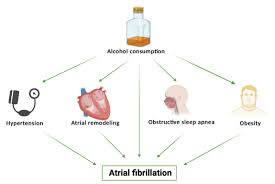 Alcohol consumption
Hypertension
Atrial remodeling
Obstructive sleep apnea
Obesity
Atrial fibrillation